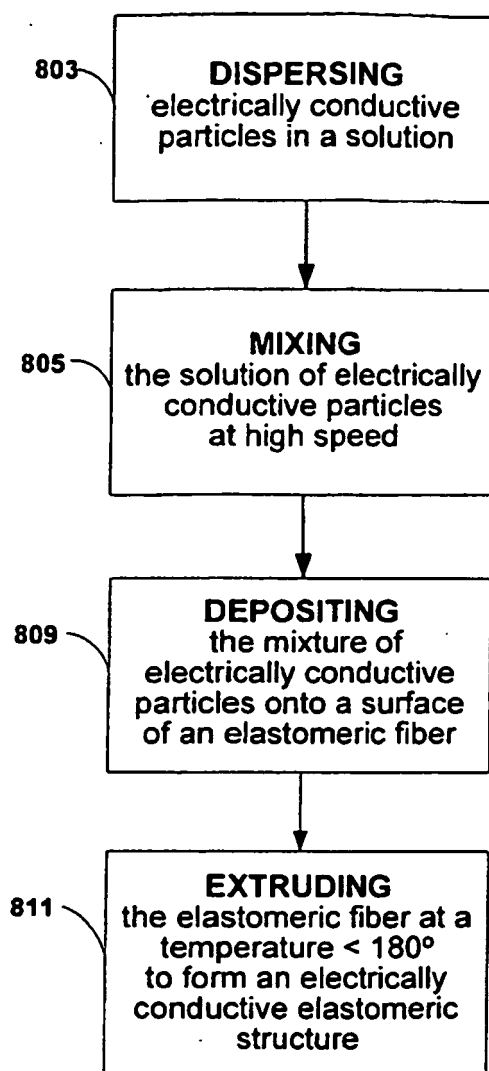 803
DISPERSING
electrically conductive
particles in a solution
805
MIXING
the solution of electrically
conductive particles
at high speed
809
DEPOSITING
the mixture of
electrically conductive
particles onto a surface
of an elastomeric fiber
811
EXTRUDING
the elastomeric fiber at a
temperature < 180º
to form an electrically
conductive elastomeric
structure